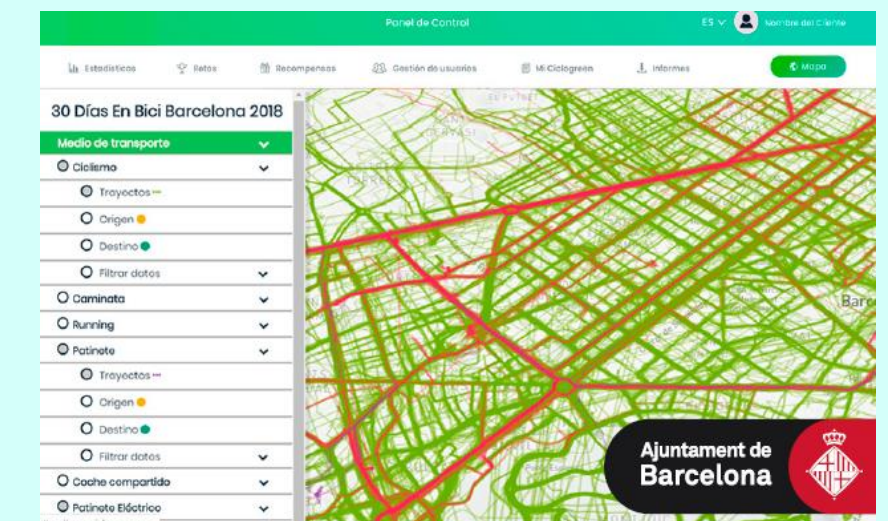 Panel de Control
ES
Nombre del Cliente
Estadísticas
Retos
Recompensas
Gestión de usuarios
Mi Ciclogreen
Informes
Mapa
30 Días En Bici Barcelona 2018
Medio de transporte
Ciclismo
Trayectos
Origen
Destino
Filtrar datos
Caminata
Running
Patinete
Trayectos
Origen
Destino
Filtrar datos
Coche compartido
Patinete Eléctrico
Barc
Ajuntament de
Barcelona